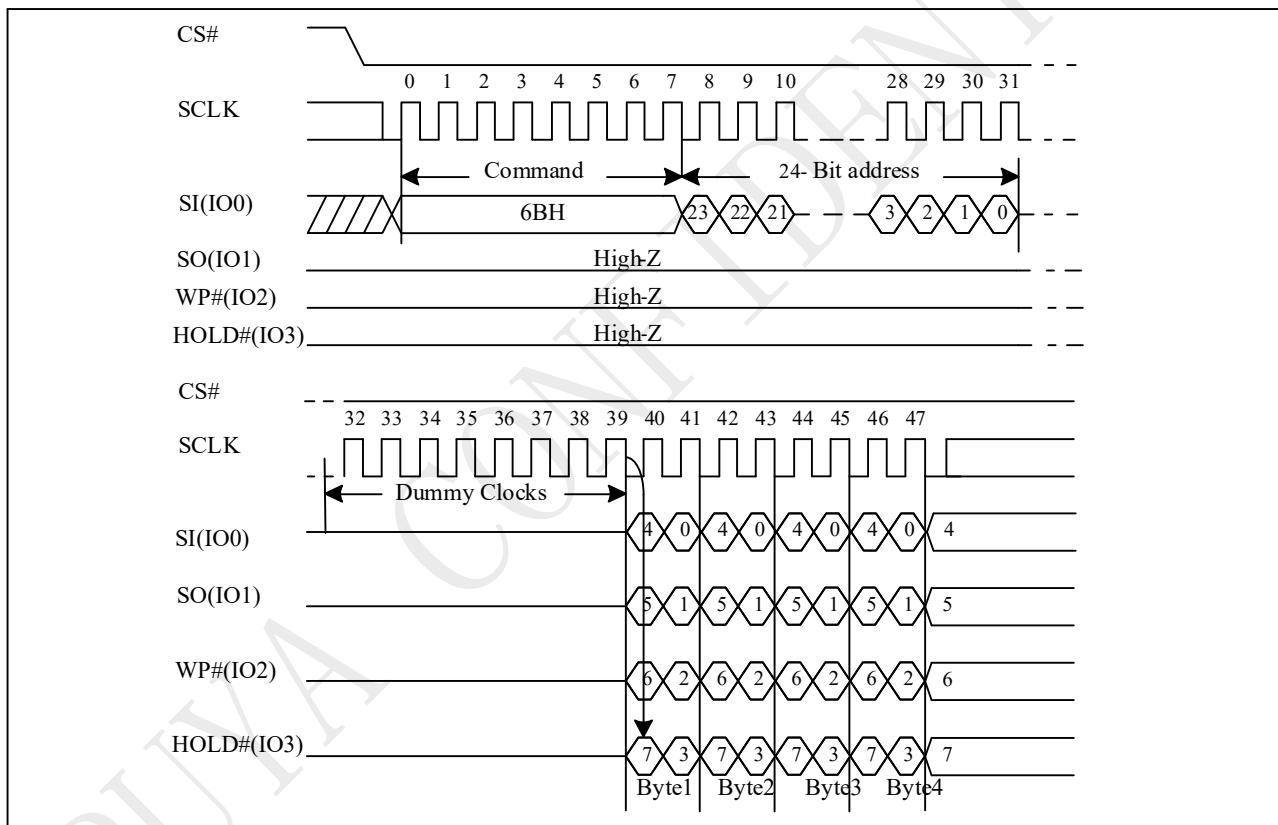 CS#
0 1 2 3 4 5 6 7 8 9 10 28 29 30 31
SCLK
Command 24- Bit address
SI(IO0) 6BH 23 22 21 3 2 1 0
SO(IO1) High-Z
WP#(IO2) High-Z
HOLD#(IO3) High-Z
CS#
32 33 34 35 36 37 38 39 40 41 42 43 44 45 46 47
SCLK
Dummy Clocks
SI(IO0) 4 0 4 0 4 0 4 0 4
SO(IO1) 5 1 5 1 5 1 5 1 5
WP#(IO2) 6 2 6 2 6 2 6 2 6
HOLD#(IO3) 7 3 7 3 7 3 7 3 7
Byte1 Byte2 Byte3 Byte4
PUYA CONFIDENT